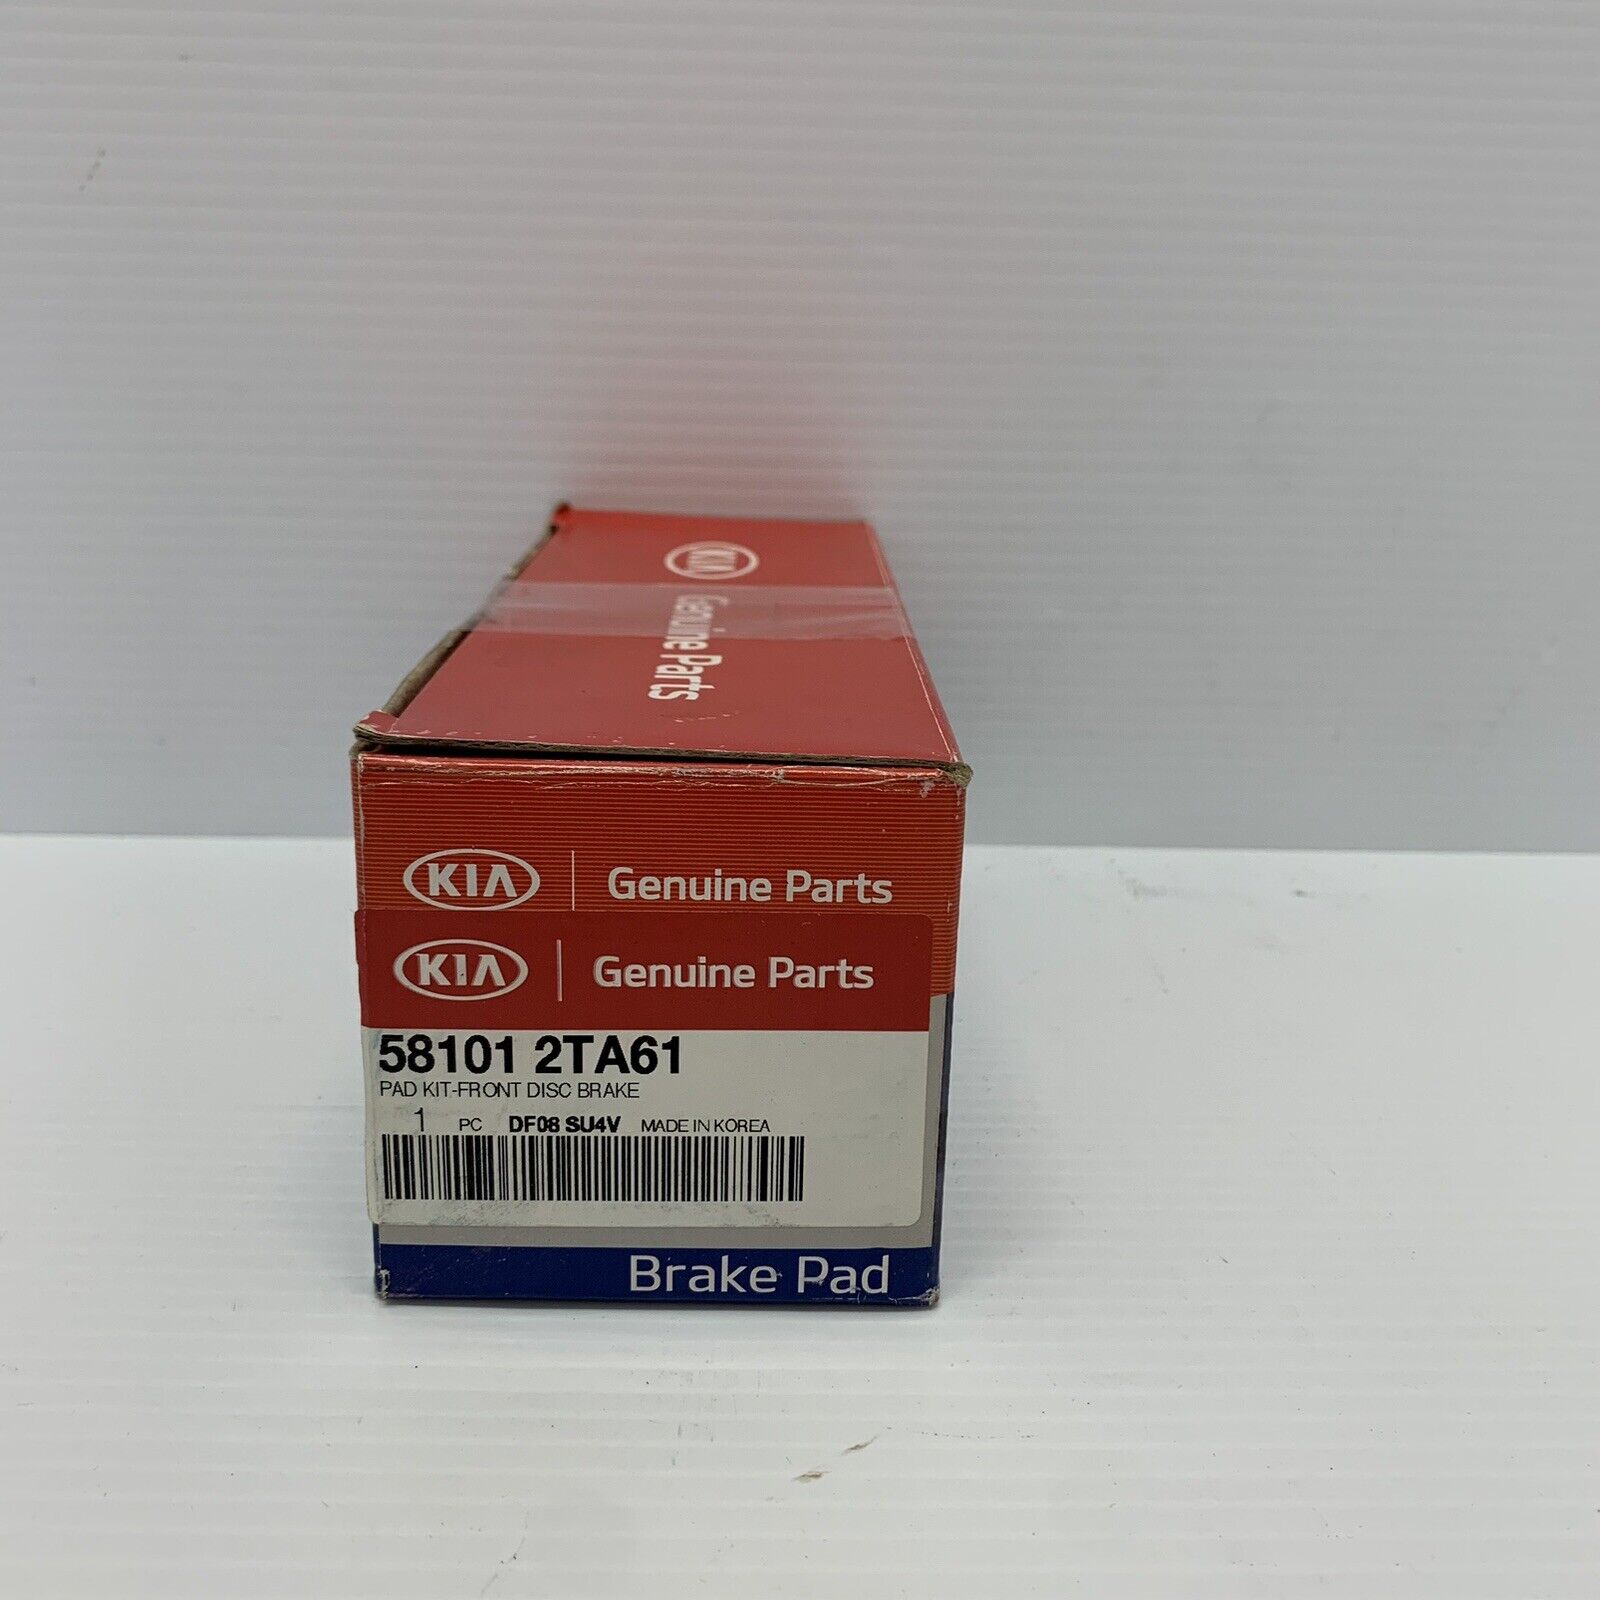 KIA
Genuine Parts
KIA Genuine Parts
KIA Genuine Parts
58101 2TA61
PAD KIT-FRONT DISC BRAKE
1 PC DF08 SU4V MADE IN KOREA
Brake Pad